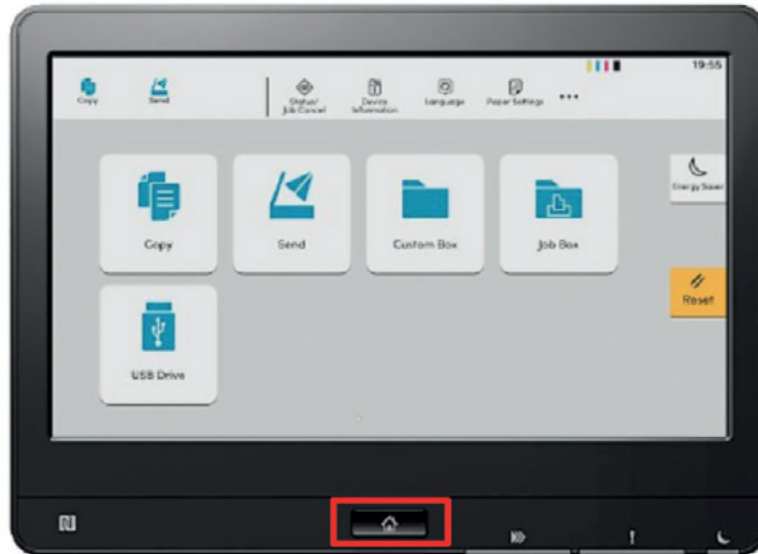 19:55
Copy
Send
Status/
Job Cancel
Device
Information
Language
Paper Settings
Energy Saver
Copy
Send
Custom Box
Job Box
Reset
USB Drive